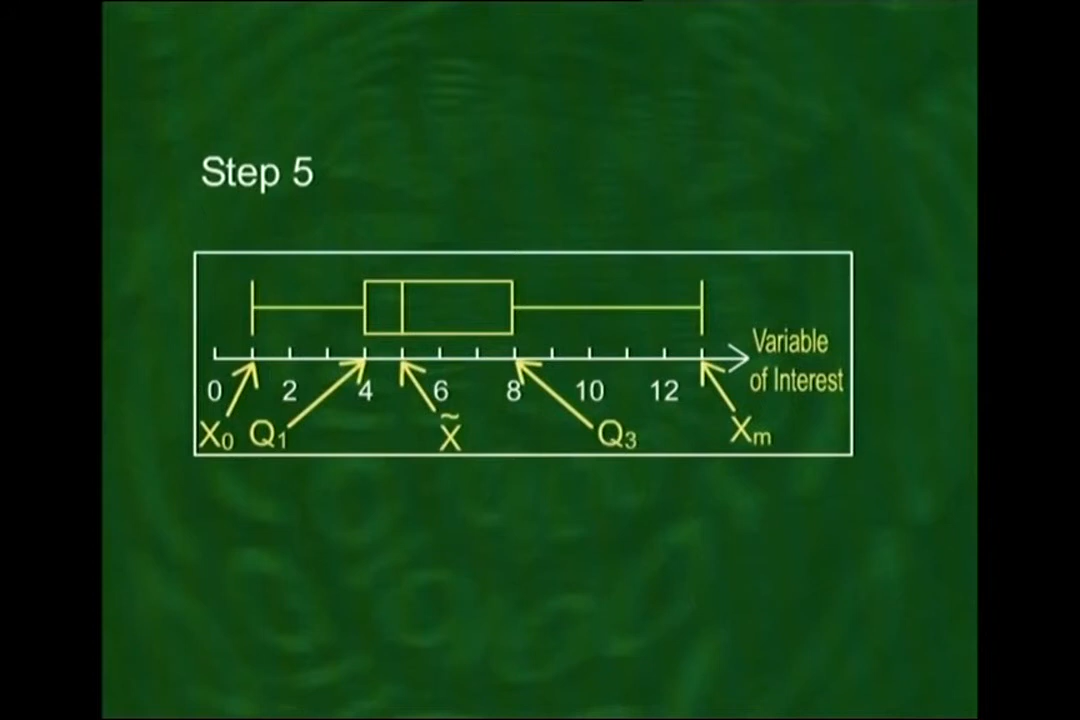 Step 5
Variable
of Interest
0 2 4 6 8 10 12
X₀ Q₁ X̃ Q₃ Xₘ